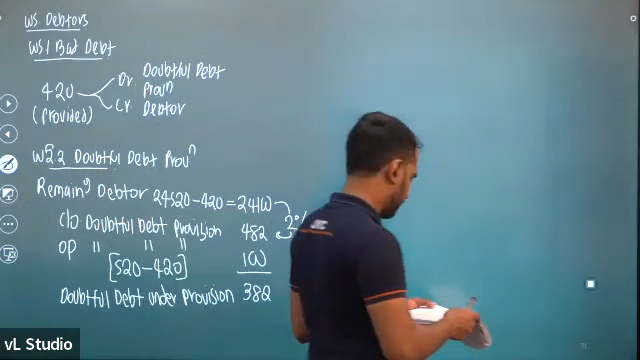 WS Debtors
WS 1 Bad Debt
420
Dr. Doubtful Debt
Provn
Cr. Debtor
(Provided)
WS 2 Doubtful Debt Provn
Remaing Debtor 24520-420 = 24100
2%
C/O Doubtful Debt provision 482
OP " " "
[520-420] 100
Doubtful Debt under Provision 382
vL Studio